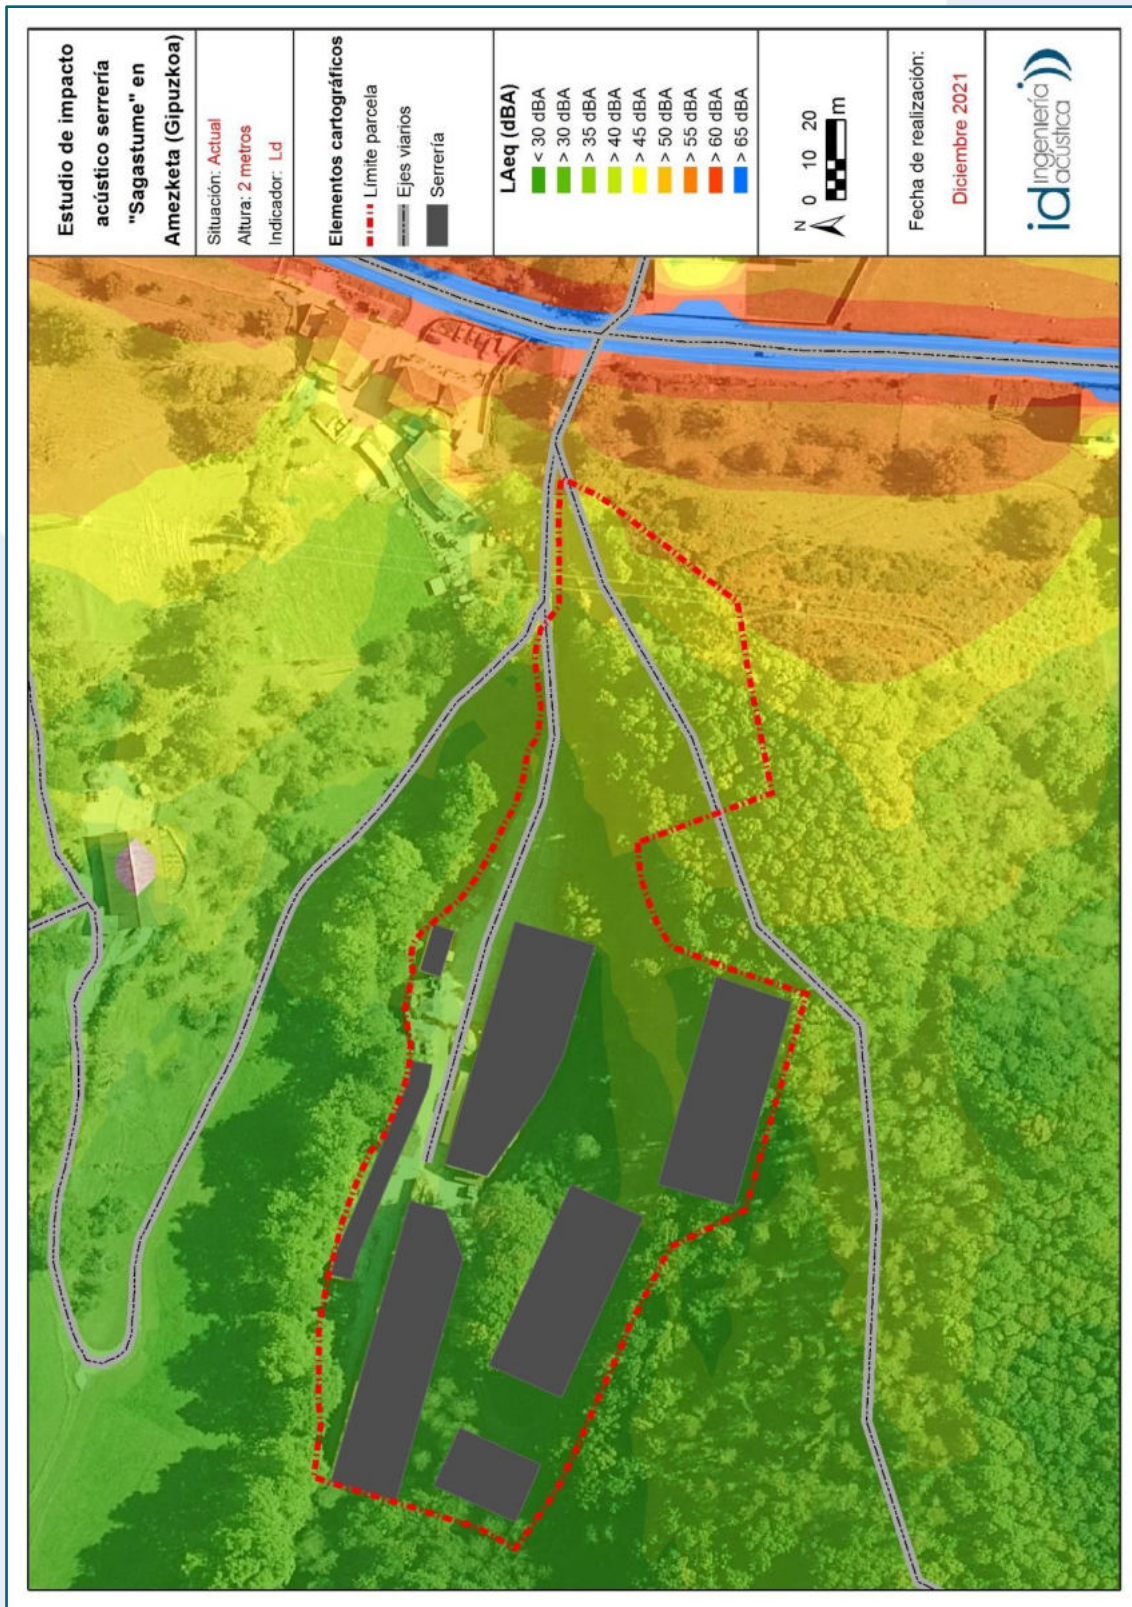 Estudio de impacto
acústico serrería
"Sagastume" en
Amezketa (Gipuzkoa)
Situación: Actual
Altura: 2 metros
Indicador: Ld
Elementos cartográficos
Límite parcela
Ejes viarios
Serrería
LAeq (dBA)
< 30 dBA
> 30 dBA
> 35 dBA
> 40 dBA
> 45 dBA
> 50 dBA
> 55 dBA
> 60 dBA
> 65 dBA
N
0 10 20
m
Fecha de realización:
Diciembre 2021
id Ingeniería
acústica